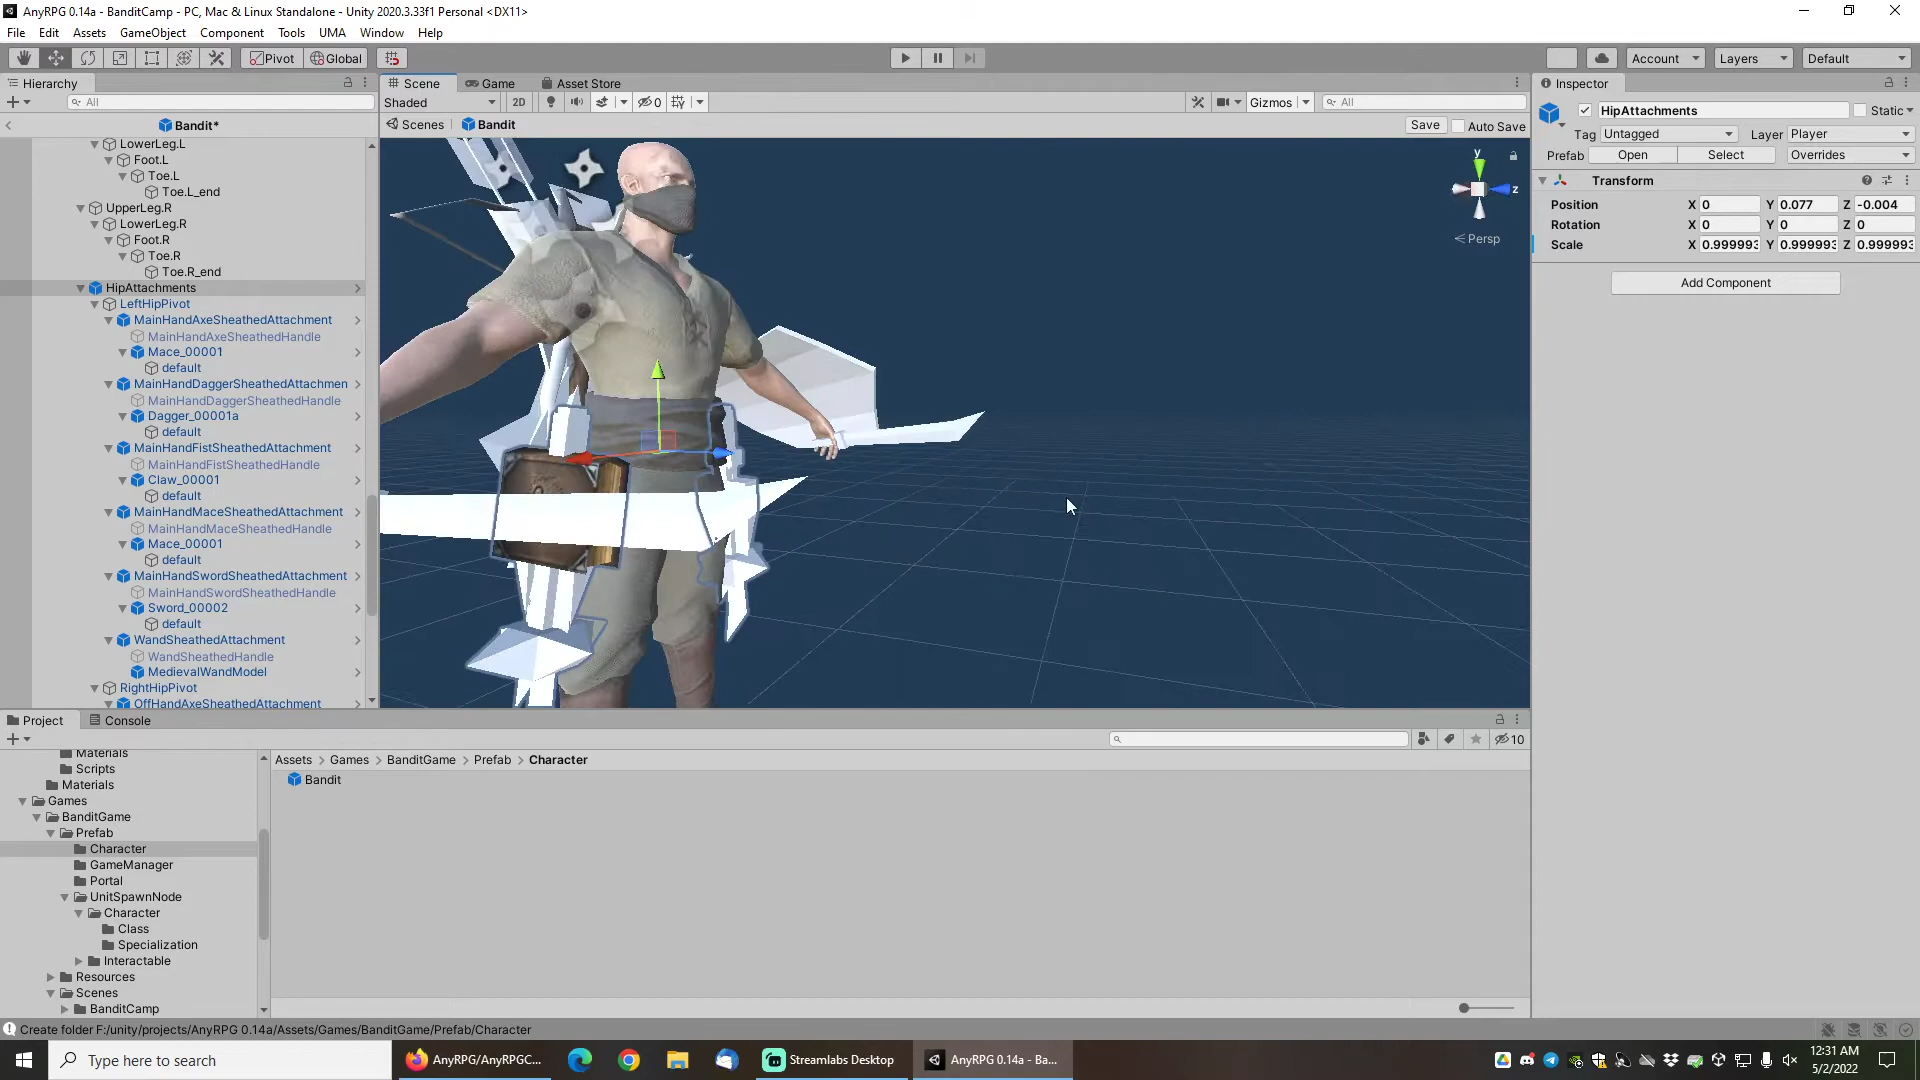 AnyRPG 0.14a - BanditCamp - PC, Mac & Linux Standalone - Unity 2020.3.33f1 Personal <DX11>
File Edit Assets GameObject Component Tools UMA Window Help
Pivot Global Account Layers Default
Hierarchy Scene Game Asset Store Inspector
All Shaded 2D 0 Gizmos All HipAttachments Static
Bandit* Scenes Bandit Save Auto Save
Tag Untagged Layer Player
Prefab Open Select Overrides
Transform
Position X 0 Y 0.077 Z -0.004
Rotation X 0 Y 0 Z 0
Scale X 0.999993 Y 0.999993 Z 0.999993
Add Component
y
z
Persp
LowerLeg.L
Foot.L
Toe.L
Toe.L_end
UpperLeg.R
LowerLeg.R
Foot.R
Toe.R
Toe.R_end
HipAttachments
LeftHipPivot
MainHandAxeSheathedAttachment
MainHandAxeSheathedHandle
Mace_00001
default
MainHandDaggerSheathedAttachmen
MainHandDaggerSheathedHandle
Dagger_00001a
default
MainHandFistSheathedAttachment
MainHandFistSheathedHandle
Claw_00001
default
MainHandMaceSheathedAttachment
MainHandMaceSheathedHandle
Mace_00001
default
MainHandSwordSheathedAttachment
MainHandSwordSheathedHandle
Sword_00002
default
WandSheathedAttachment
WandSheathedHandle
MedievalWandModel
RightHipPivot
OffHandAxeSheathedAttachment
Project Console
10
Materials
Scripts
Materials
Games
BanditGame
Prefab
Character
GameManager
Portal
UnitSpawnNode
Character
Class
Specialization
Interactable
Resources
Scenes
BanditCamp
Assets > Games > BanditGame > Prefab > Character
Bandit
Create folder F:/unity/projects/AnyRPG 0.14a/Assets/Games/BanditGame/Prefab/Character
Type here to search
AnyRPG/AnyRPGC...
Streamlabs Desktop
AnyRPG 0.14a - Ba...
12:31 AM
5/2/2022